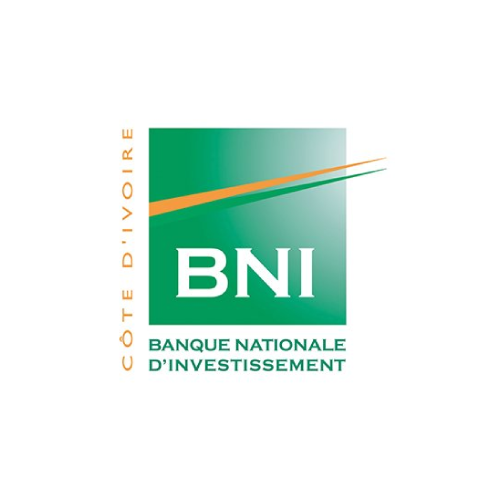 CÔTE D'IVOIRE
BNI
BANQUE NATIONALE
D'INVESTISSEMENT